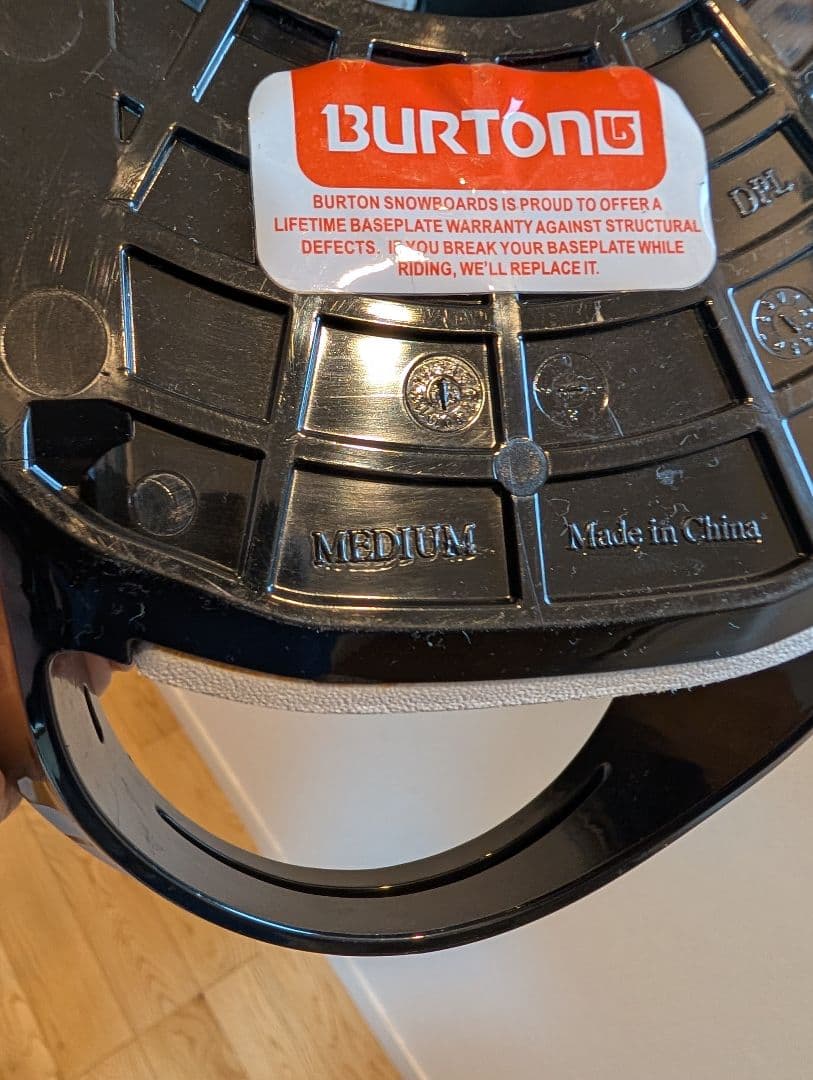 BURTON
BURTON SNOWBOARDS IS PROUD TO OFFER A
LIFETIME BASEPLATE WARRANTY AGAINST STRUCTURAL
DEFECTS. IF YOU BREAK YOUR BASEPLATE WHILE
RIDING, WE'LL REPLACE IT.
DPL
MEDIUM
Made in China